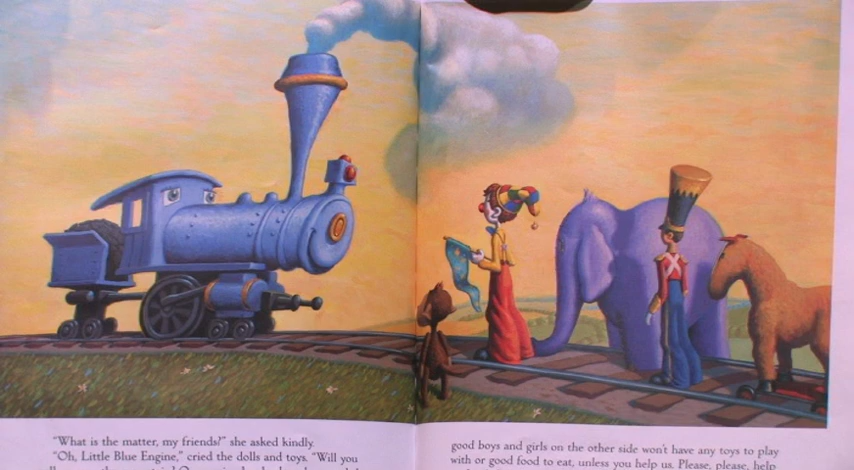 "What is the matter, my friends?" she asked kindly.
"Oh, Little Blue Engine," cried the dolls and toys. "Will you
good boys and girls on the other side won't have any toys to play
with or good food to eat, unless you help us. Please, please, help